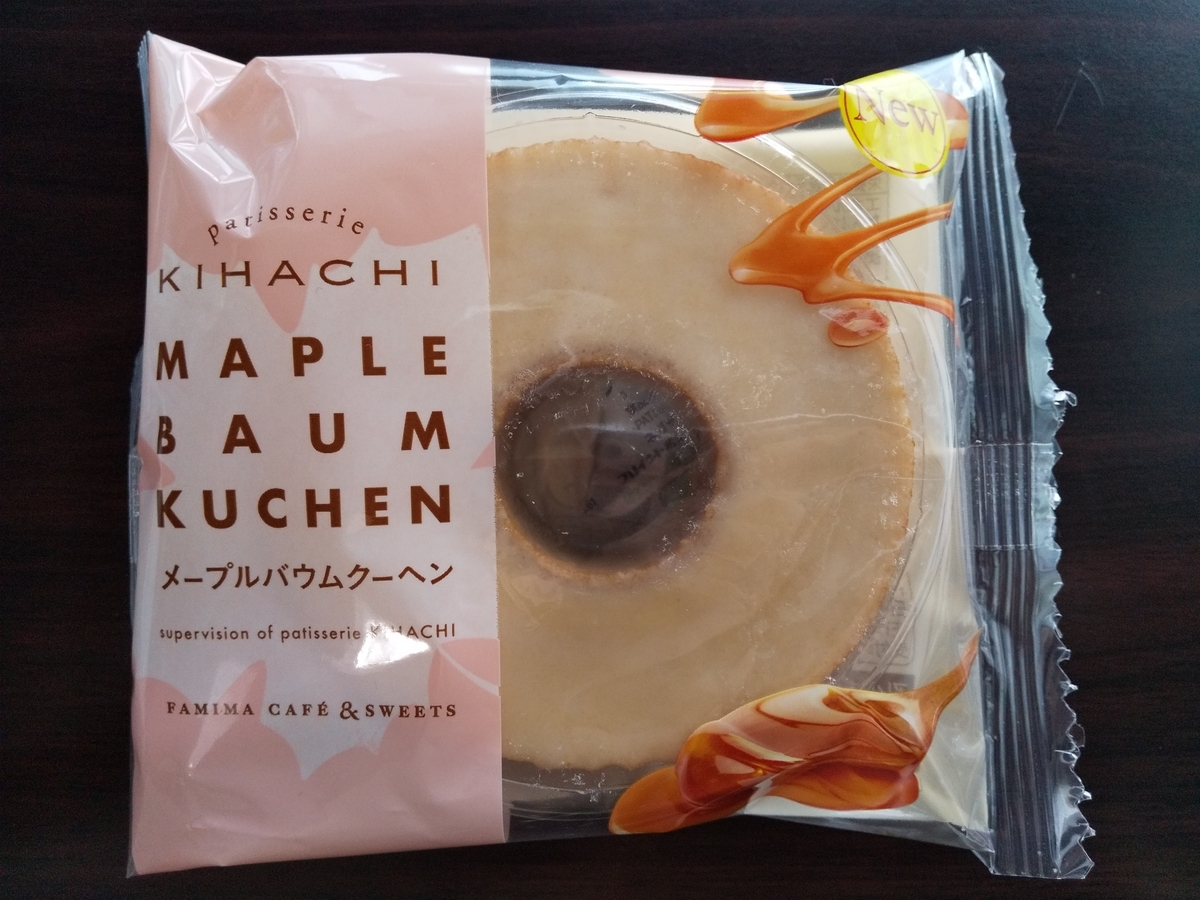 patisserie
KIHACHI
MAPLE
BAUM
KUCHEN
メープルバウムクーヘン
supervision of patisserie KIHACHI
FAMIMA CAFÉ & SWEETS
New